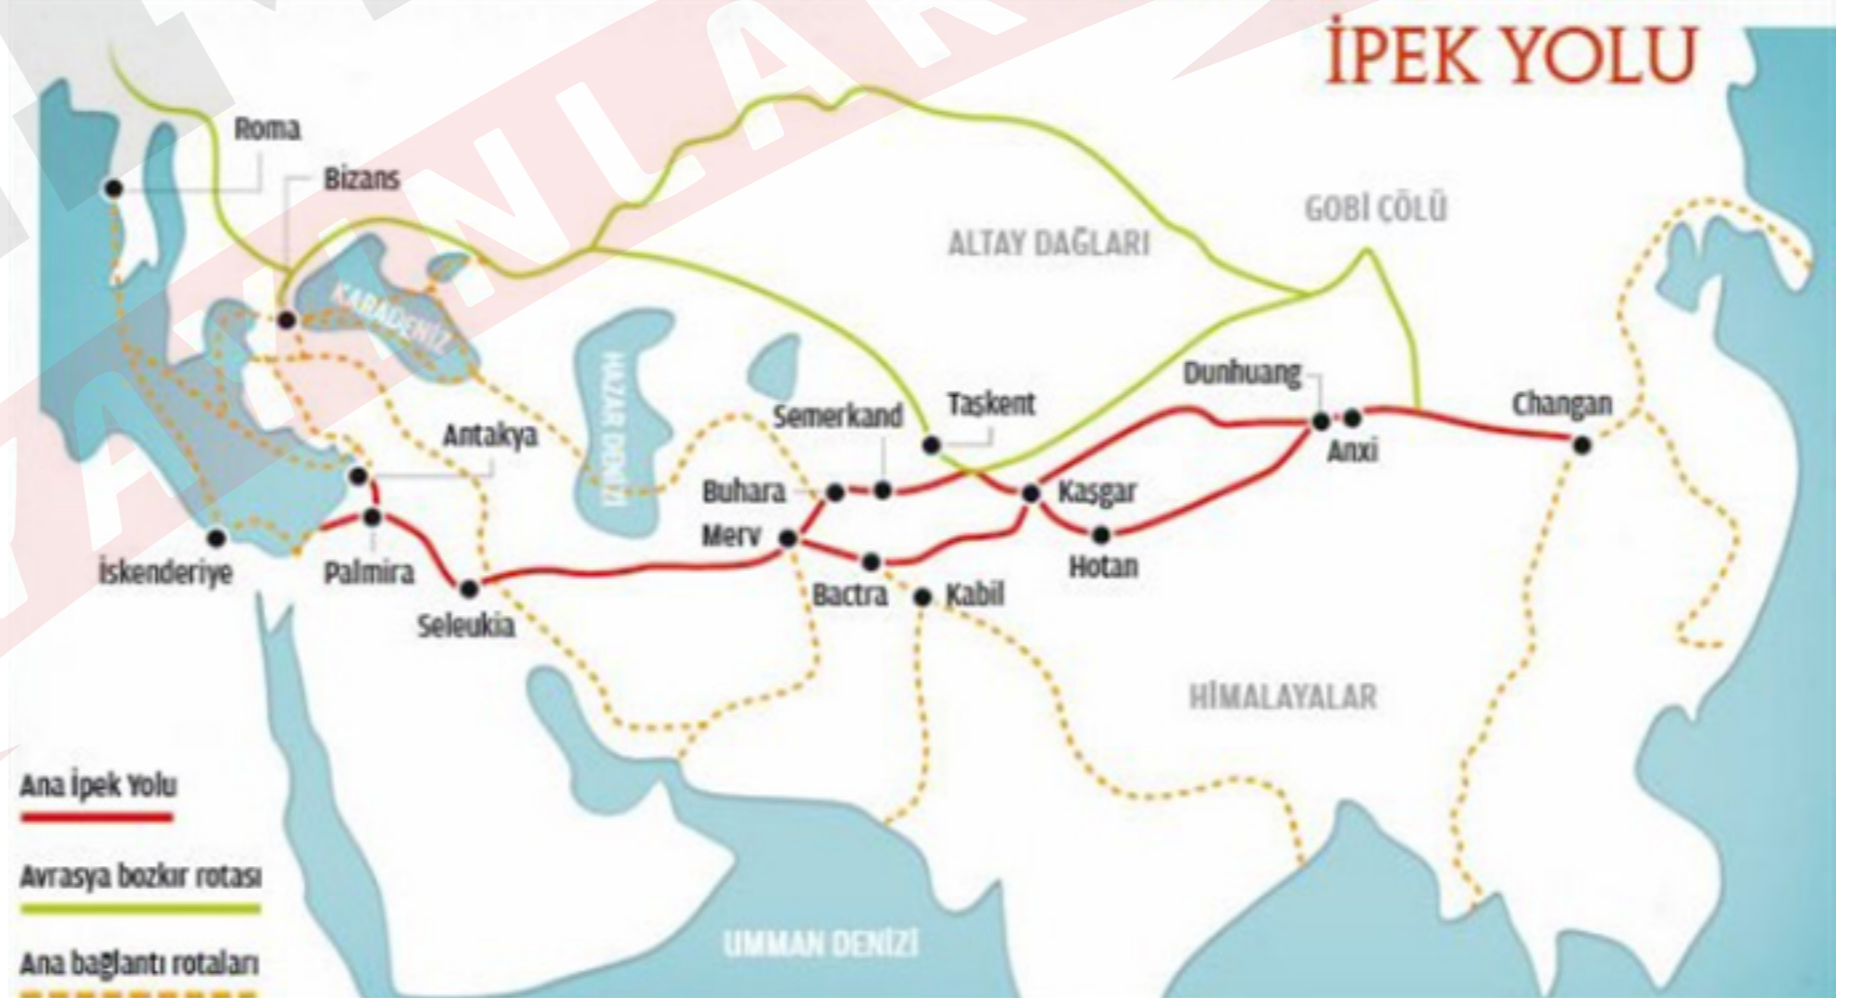 İPEK YOLU
Roma
Bizans
GOBİ ÇÖLÜ
ALTAY DAĞLARI
KARADENİZ
HAZAR DENİZİ
Dunhuang
Taşkent
Changan
Semerkand
Antakya
Anxi
Buhara
Kaşgar
Merv
İskenderiye
Palmira
Hotan
Bactra
Kabil
Seleukia
HİMALAYALAR
Ana İpek Yolu
Avrasya bozkır rotası
UMMAN DENİZİ
Ana bağlantı rotaları